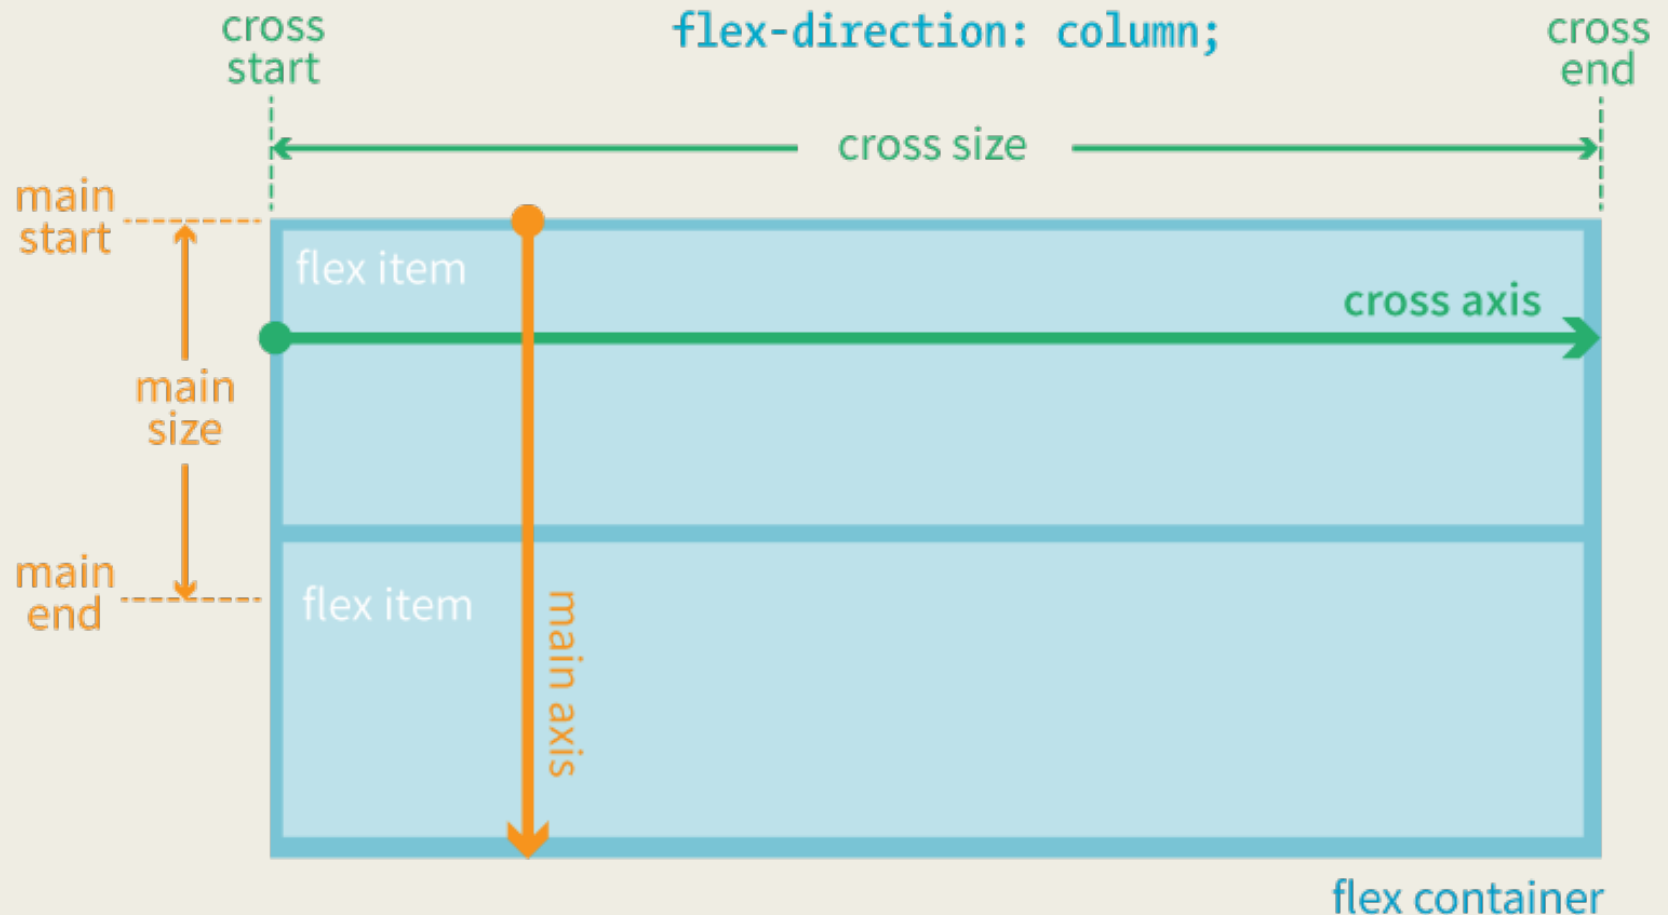 cross
start
flex-direction: column;
cross
end
cross size
main
start
flex item
cross axis
main
size
main
end
flex item
main axis
flex container